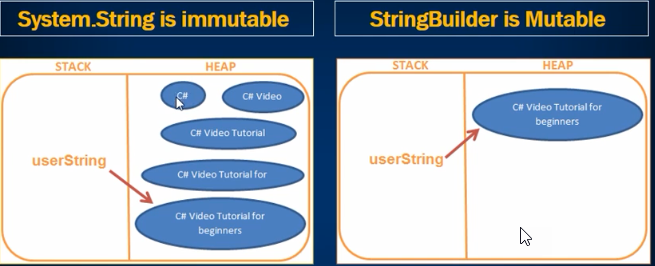 System.String is immutable
STACK
HEAP
C#
C# Video
C# Video Tutorial
userString
C# Video Tutorial for
C# Video Tutorial for
beginners
StringBuilder is Mutable
STACK
HEAP
C# Video Tutorial for
beginners
userString